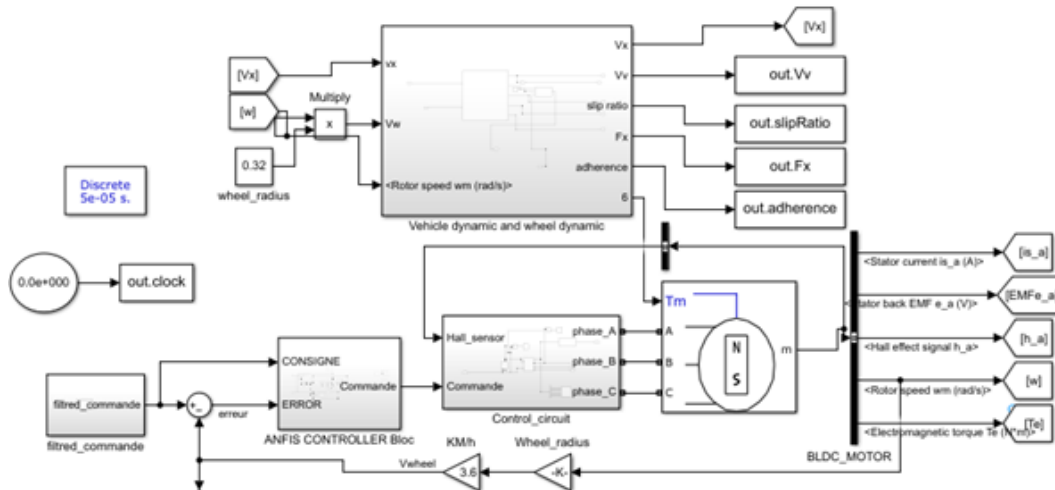 [Vx]
Vx
[Vx]
vx
Vv
out.Vv
[w]
Multiply
x
Vw
slip ratio
out.slipRatio
Fx
out.Fx
0.32
wheel_radius
<Rotor speed wm (rad/s)>
adherence
out.adherence
6
Discrete
5e-05 s.
Vehicle dynamic and wheel dynamic
0.0e+000
out.clock
<Stator current is_a (A)>
[is_a]
Tm
<Stator back EMF e_a (V)>
[EMFe_a
Hall_sensor
phase_A
A
<Hall effect signal h_a>
[h_a]
CONSIGNE
phase_B
B
N
S
m
Commande
Commande
phase_C
C
<Rotor speed wm (rad/s)>
[w]
filtred_commande
+
_
erreur
ERROR
Control_circuit
<Electromagnetic torque Te (N*m)>
[Te]
filtred_commande
ANFIS CONTROLLER Bloc
KM/h
Wheel_radius
BLDC_MOTOR
Vwheel
3.6
-K-